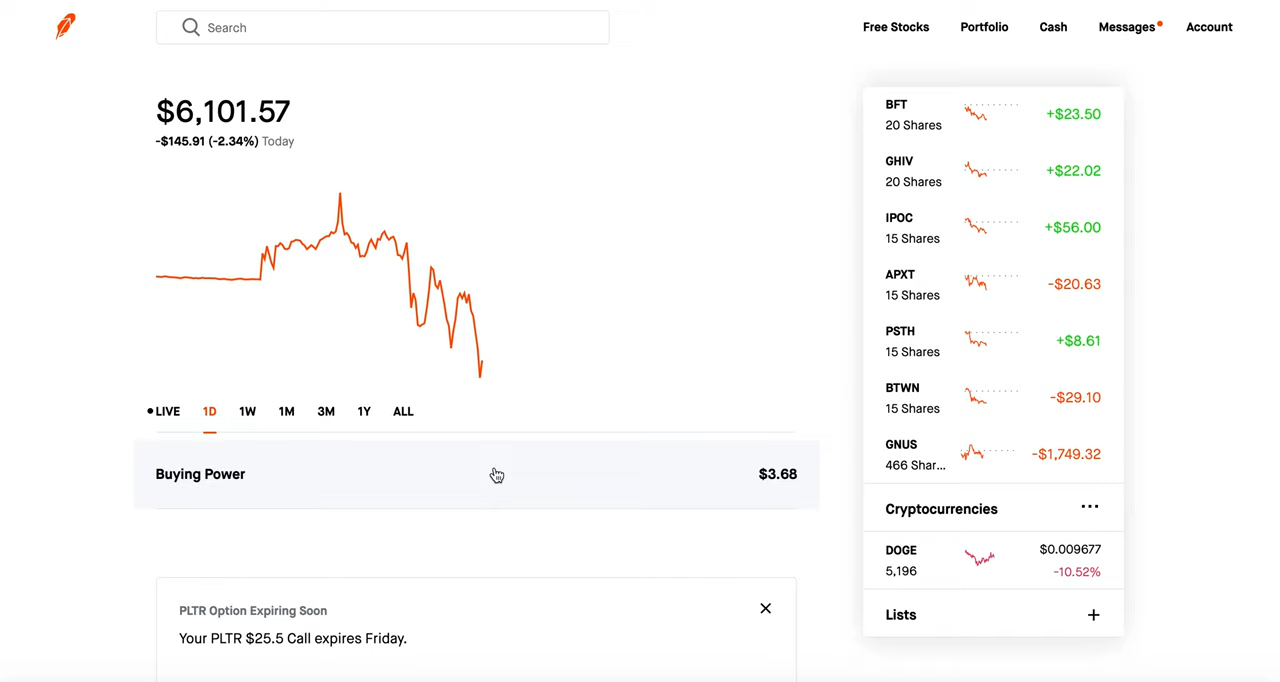 Search
Free Stocks
Portfolio
Cash
Messages
Account
$6,101.57
-$145.91 (-2.34%) Today
LIVE 1D 1W 1M 3M 1Y ALL
Buying Power $3.68
PLTR Option Expiring Soon
Your PLTR $25.5 Call expires Friday.
BFT
20 Shares
+$23.50
GHIV
20 Shares
+$22.02
IPOC
15 Shares
+$56.00
APXT
15 Shares
-$20.63
PSTH
15 Shares
+$8.61
BTWN
15 Shares
-$29.10
GNUS
466 Shar...
-$1,749.32
Cryptocurrencies
DOGE
5,196
$0.009677
-10.52%
Lists